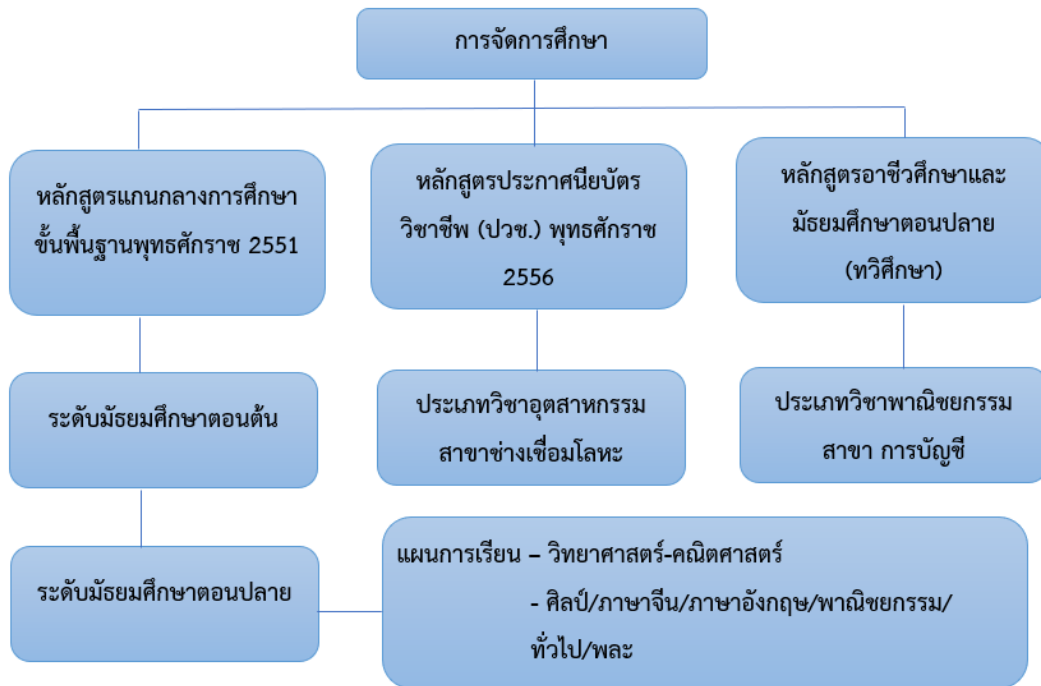 การจัดการศึกษา
หลักสูตรแกนกลางการศึกษา
ขั้นพื้นฐานพุทธศักราช 2551
หลักสูตรประกาศนียบัตร
วิชาชีพ (ปวช.) พุทธศักราช
2556
หลักสูตรอาชีวศึกษาและ
มัธยมศึกษาตอนปลาย
(ทวิศึกษา)
ระดับมัธยมศึกษาตอนต้น
ประเภทวิชาอุตสาหกรรม
สาขาช่างเชื่อมโลหะ
ประเภทวิชาพาณิชยกรรม
สาขา การบัญชี
ระดับมัธยมศึกษาตอนปลาย
แผนการเรียน – วิทยาศาสตร์-คณิตศาสตร์
- ศิลป์/ภาษาจีน/ภาษาอังกฤษ/พาณิชยกรรม/
ทั่วไป/พละ